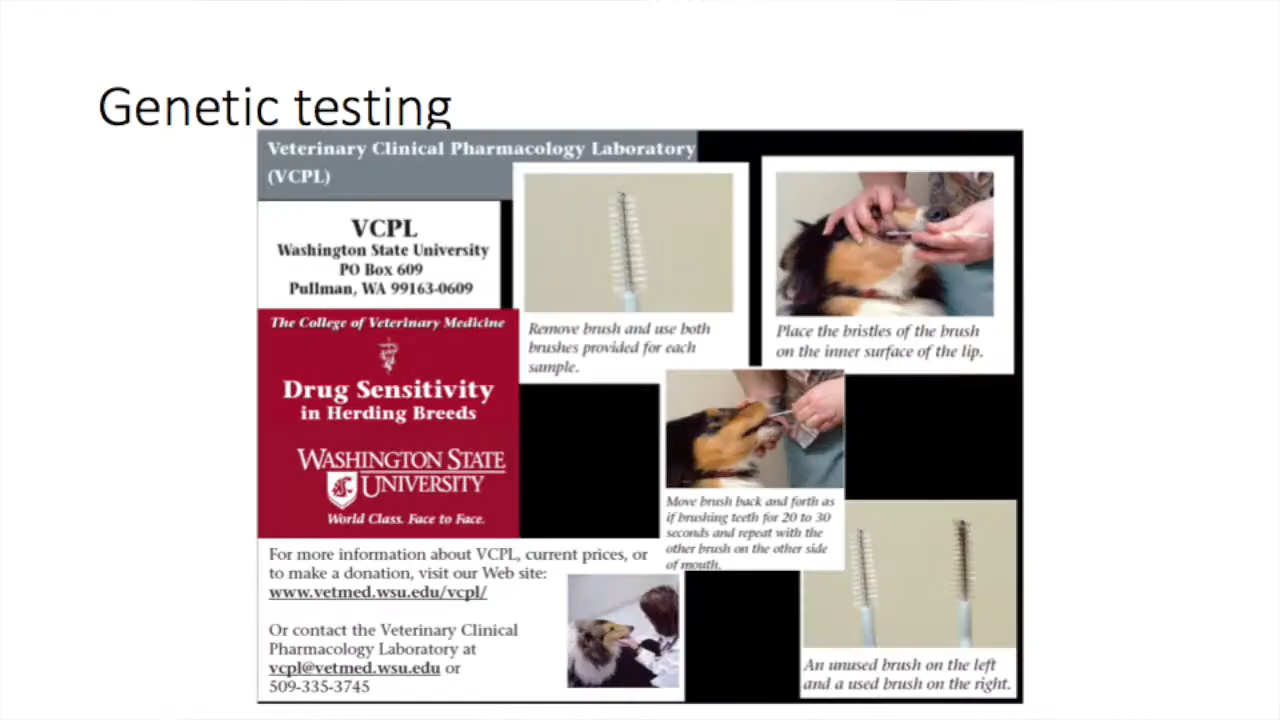 Genetic testing
Veterinary Clinical Pharmacology Laboratory
(VCPL)
VCPL
Washington State University
PO Box 609
Pullman, WA 99163-0609
The College of Veterinary Medicine
Drug Sensitivity
in Herding Breeds
WASHINGTON STATE
UNIVERSITY
World Class. Face to Face.
For more information about VCPL, current prices, or
to make a donation, visit our Web site:
www.vetmed.wsu.edu/vcpl/
Or contact the Veterinary Clinical
Pharmacology Laboratory at
vcpl@vetmed.wsu.edu or
509-335-3745
Remove brush and use both
brushes provided for each
sample.
Place the bristles of the brush
on the inner surface of the lip.
Move brush back and forth as
if brushing teeth for 20 to 30
seconds and repeat with the
other brush on the other side
of mouth.
An unused brush on the left
and a used brush on the right.